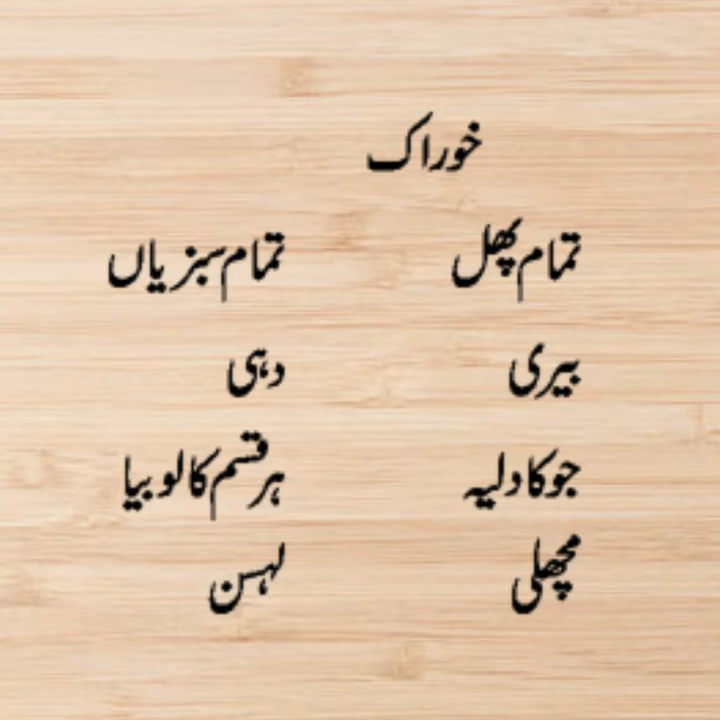 خوراک
تمام پھل تمام سبزیاں
بیری دہی
جو کا دلیہ ہر قسم کا لوبیا
مچھلی لہسن